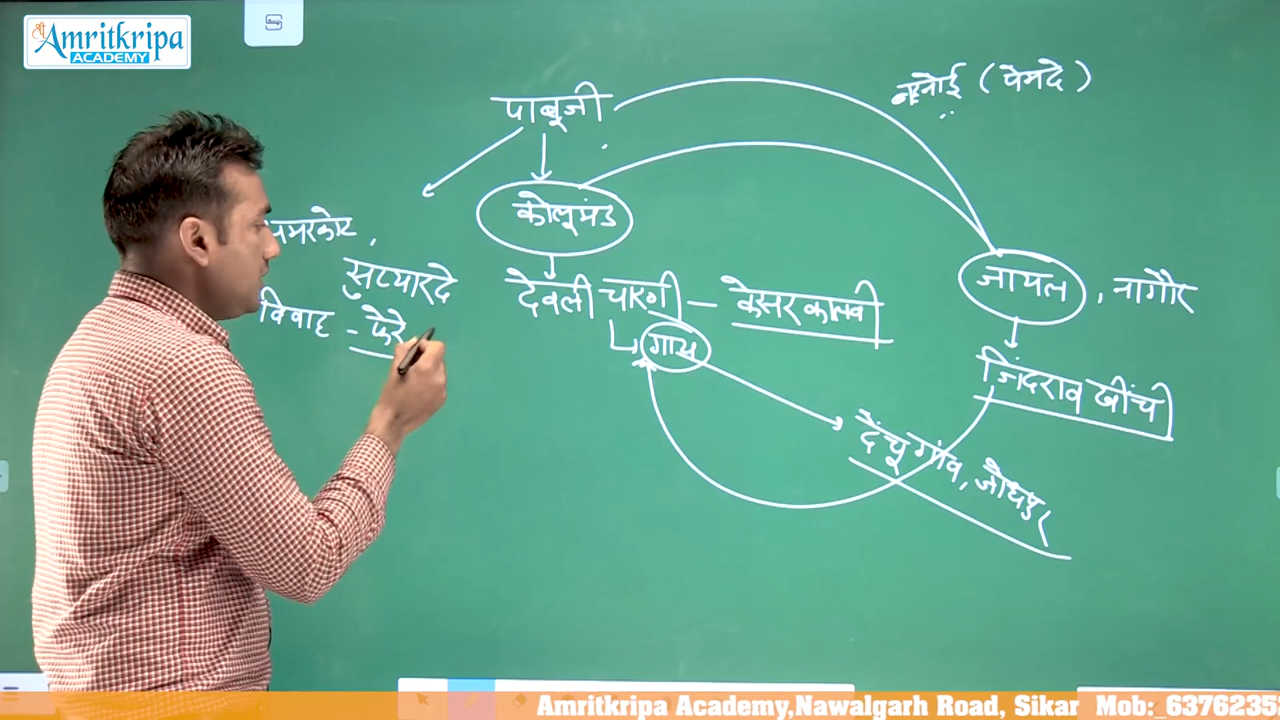 श्री
Amritkripa
ACADEMY
S
पाबूजी
बहनोई (पेमदे)
कोलूमंड
अमरकोट,
सुप्यारदे
विवाह - फेरे
देवली चारणी - केसर कालवी
गाय
जायल, नागौर
जिंदराव खींची
देंचू गांव, जोधपुर
Amritkripa Academy,Nawalgarh Road, Sikar Mob: 6376235